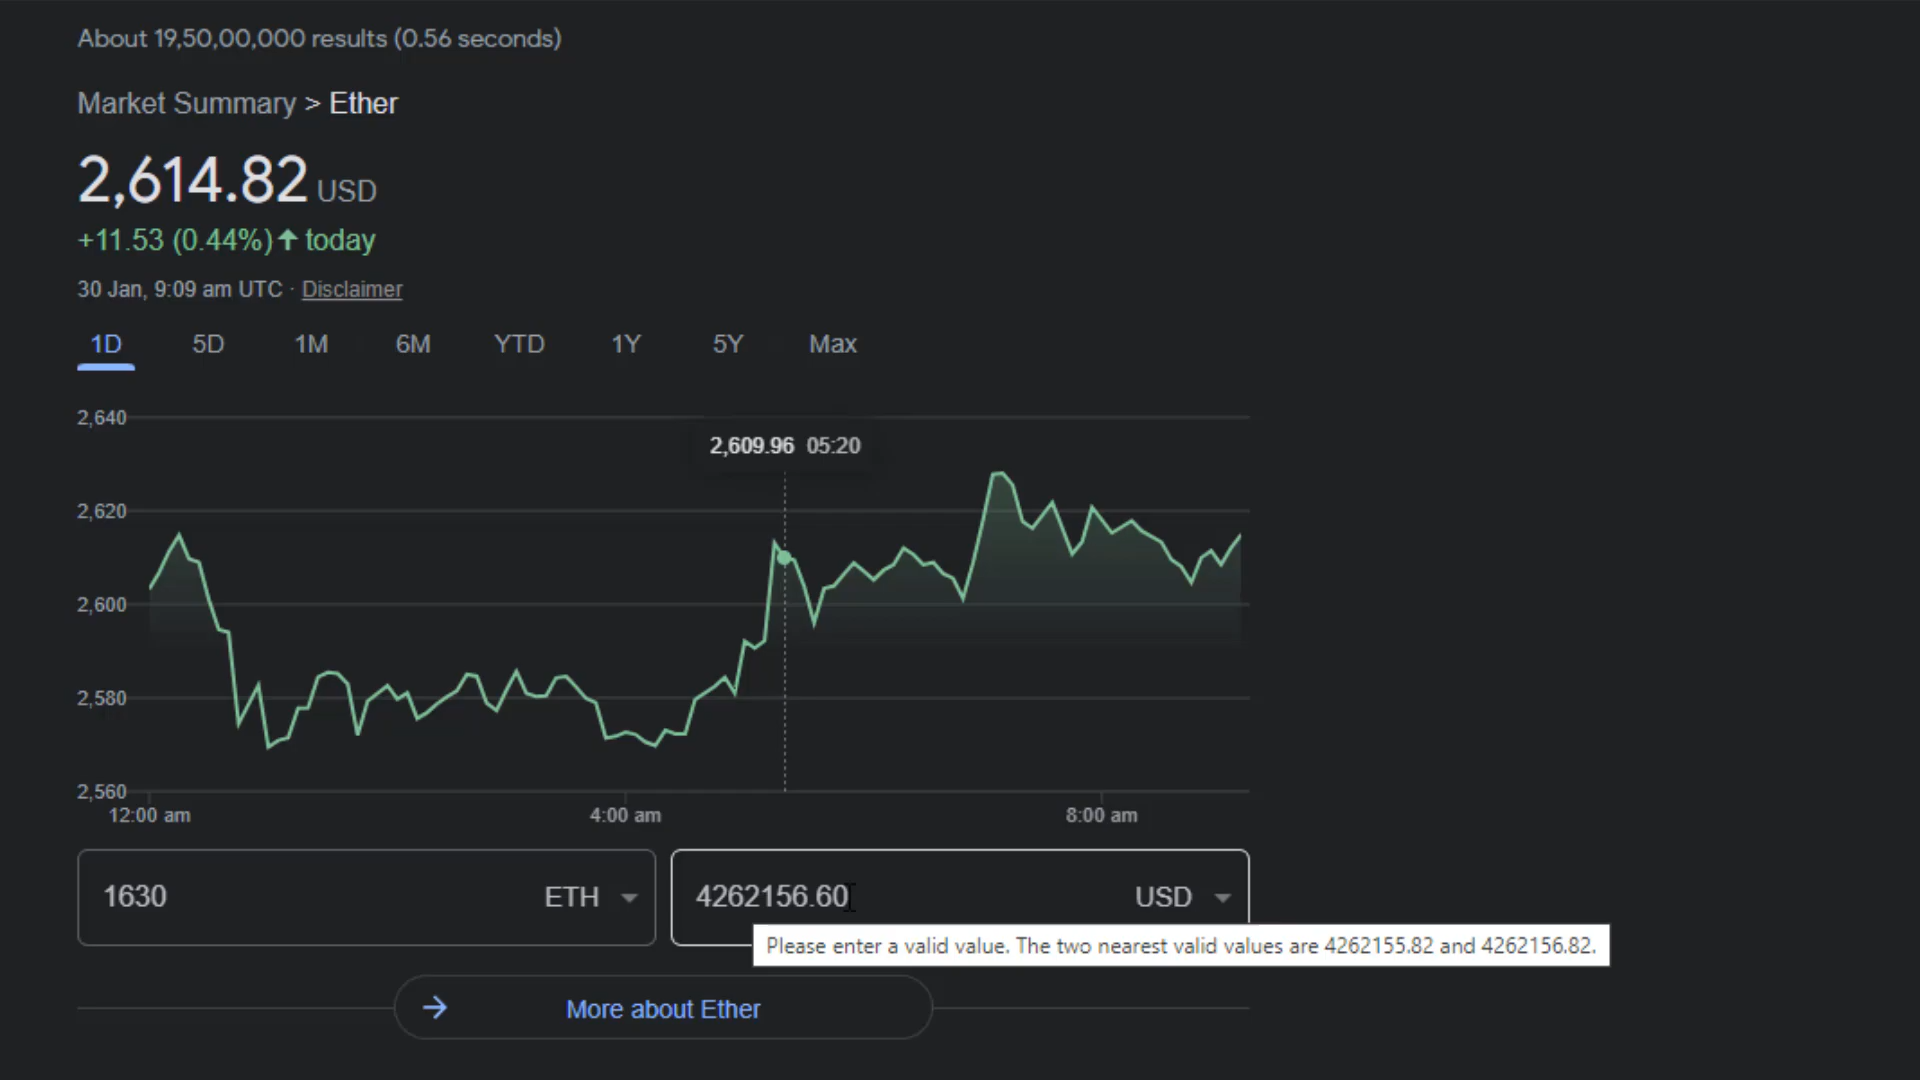 About 19,50,00,000 results (0.56 seconds)
Market Summary > Ether
2,614.82 USD
+11.53 (0.44%) ↑ today
30 Jan, 9:09 am UTC · Disclaimer
1D 5D 1M 6M YTD 1Y 5Y Max
2,640
2,609.96 05:20
2,620
2,600
2,580
2,560
12:00 am 4:00 am 8:00 am
1630 ETH 4262156.60 USD
Please enter a valid value. The two nearest valid values are 4262155.82 and 4262156.82.
→ More about Ether